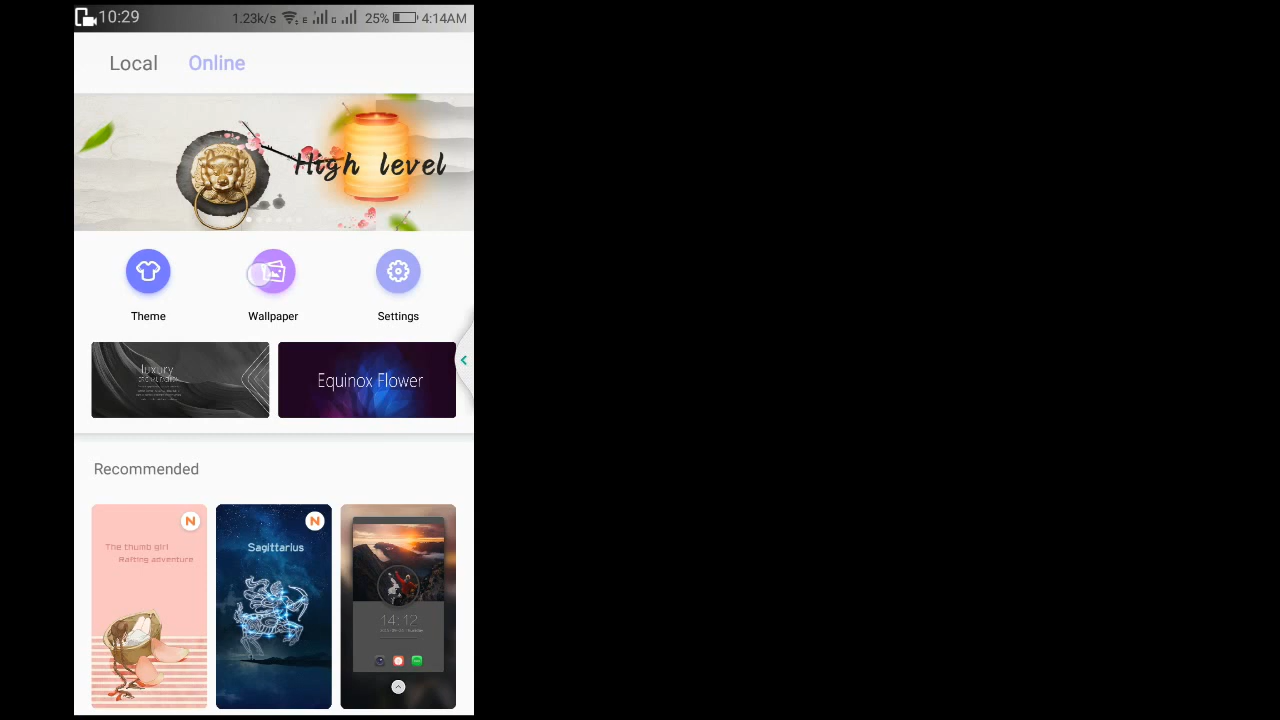 10:29
1.23k/s E G 25% 4:14AM
Local Online
High level
Theme Wallpaper Settings
luxury
Equinox Flower
Recommended
N
The thumb girl
Rafting adventure
N
Sagittarius
14:12